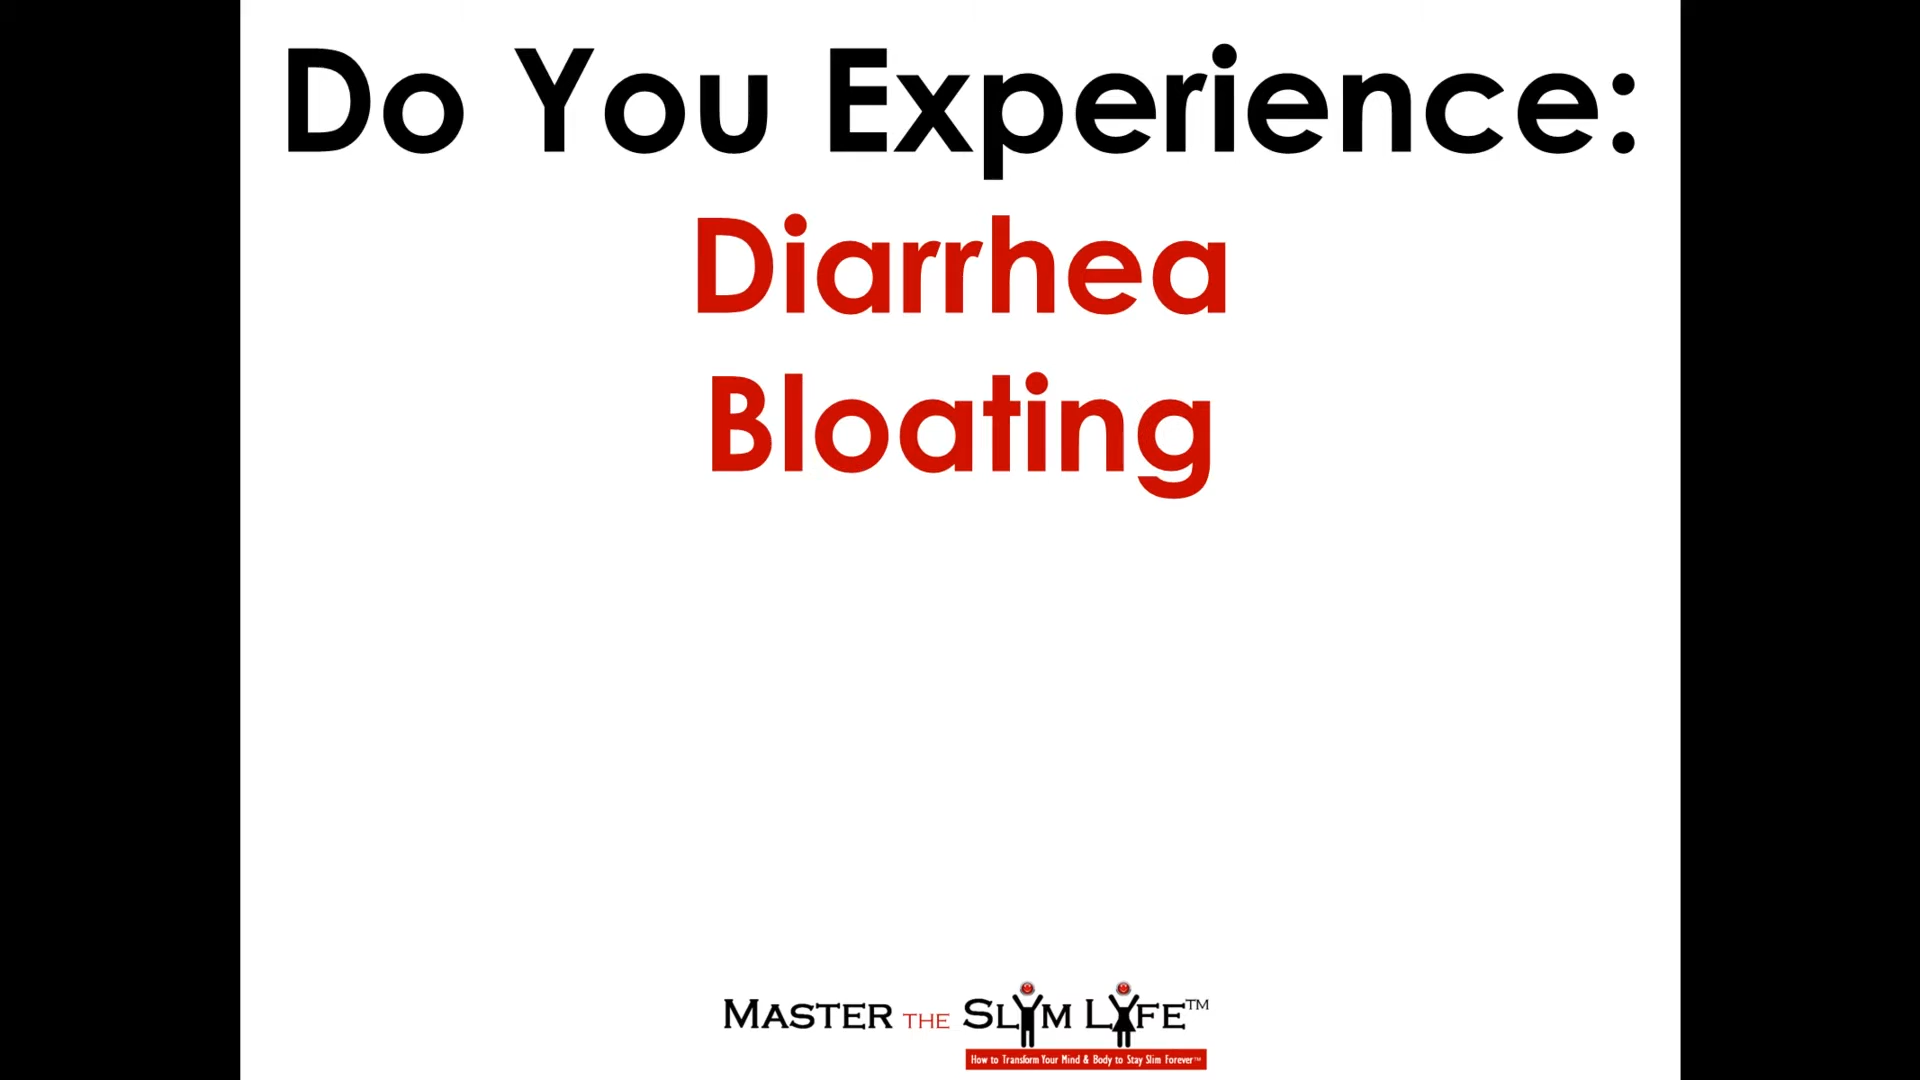 Do You Experience:
Diarrhea
Bloating
MASTER THE SLIM LIFE™
How to Transform Your Mind & Body to Stay Slim Forever™